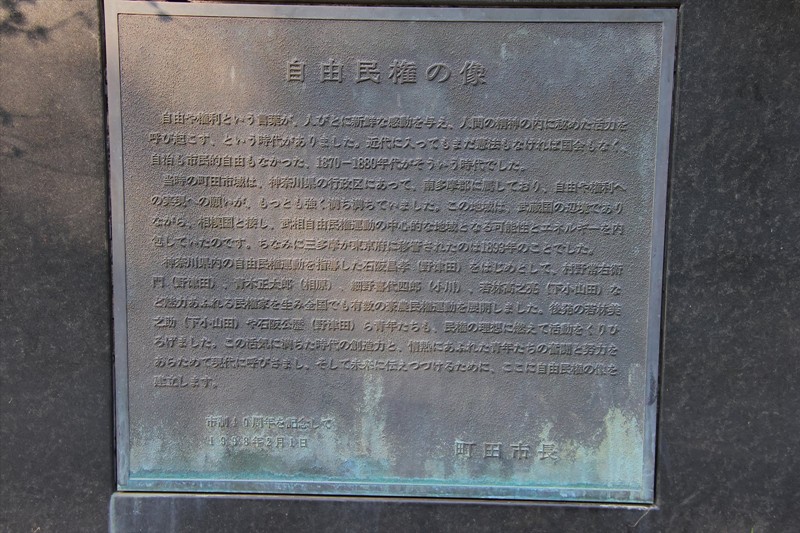 自由民権の像
自由や権利という言葉が、人びとに新鮮な感動を与え、人間の精神の内に秘めた活力を
呼び起こす、という時代がありました。近代に入ってもまだ憲法もなければ国会もなく、
自治も市民的自由もなかった、1870－1880年代がそういう時代でした。
当時の町田市域は、神奈川県の行政区にあって、南多摩郡に属しており、自由や権利へ
の実現への願いが、もっとも強く満ち満ちていました。この地域は、武蔵国の辺境であり
ながら、相模国と接し、武相自由民権運動の中心的な地域となる可能性とエネルギーを内
包していたのです。ちなみに三多摩が東京府に移管されたのは1893年のことでした。
神奈川県内の自由民権運動を指導した石阪昌孝（野津田）をはじめとして、村野常右衛
門（野津田）、青木正太郎（相原）、細野喜代四郎（小川）、若林高之亮（下小山田）な
ど魅力あふれる民権家を生み全国でも有数の豪農民権運動を展開しました。後発の若林美
之助（下小山田）や石阪公歴（野津田）ら青年たちも、民権の理想に燃えて活動をくりひ
ろげました。この活気に満ちた時代の創造力と、情熱にあふれた青年たちの奮闘と努力を
あらためて現代に呼びさまし、そして未来に伝えつづけるために、ここに自由民権の像を
建立します。
市制40周年を記念して
1998年2月1日
町田市長